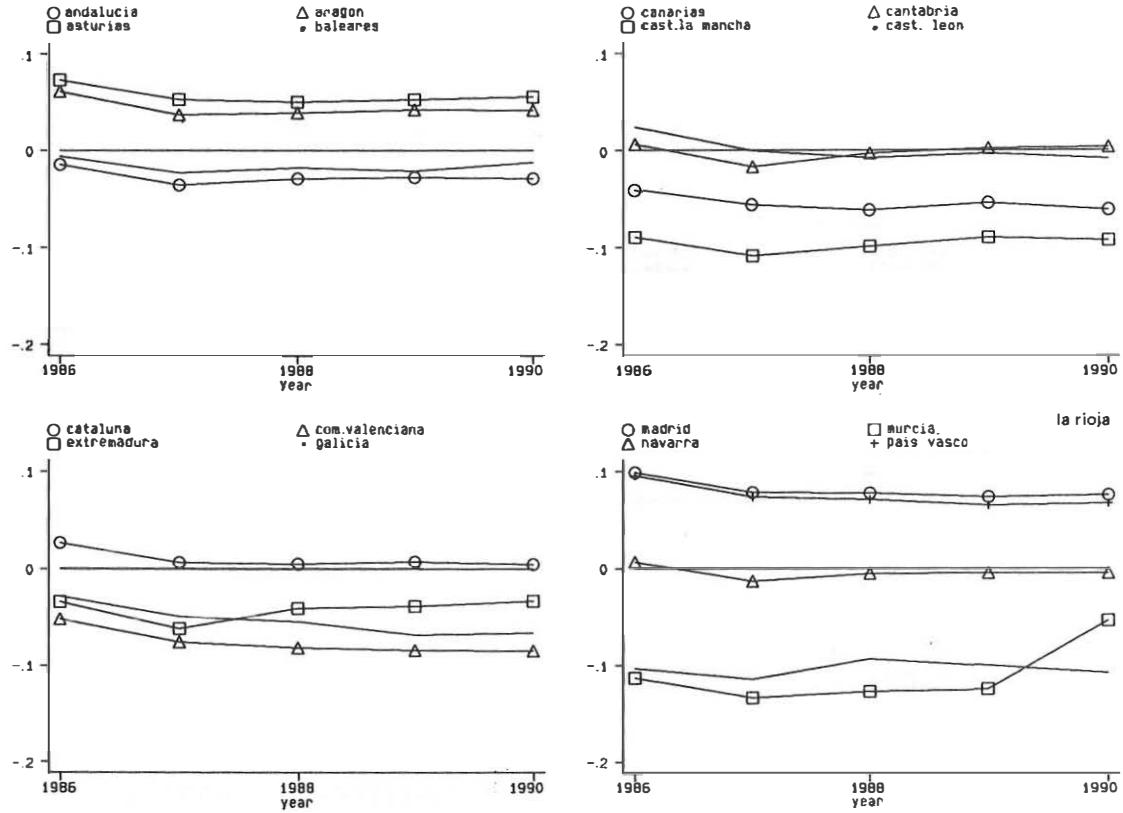 andalucia aragon
asturias baleares
.1
0
-.1
-.2
1986 1988 1990
year
canarias cantabria
cast.la mancha cast. leon
.1
0
-.1
-.2
1986 1988 1990
year
cataluna com.valenciana
extremadura galicia
.1
0
-.1
-.2
1986 1988 1990
year
la rioja
madrid murcia
navarra pais vasco
.1
0
-.1
-.2
1986 1988 1990
year